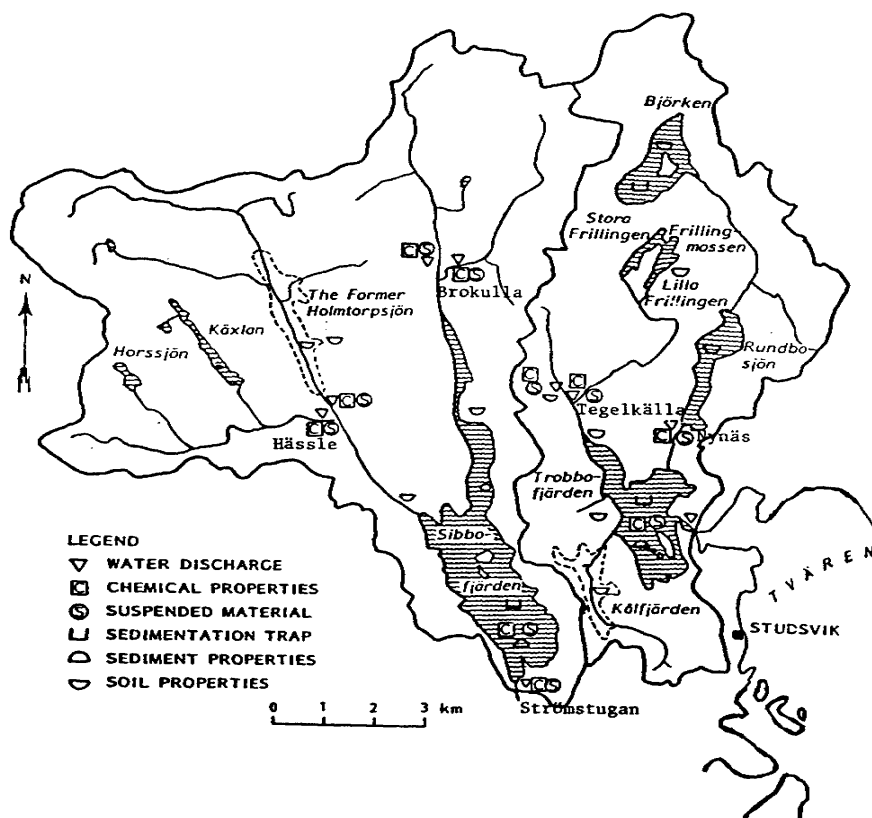 Björken
Stora
Frillingen
Frilling-
mossen
Lilla
Frillingen
N
The Former
Holmtorpsjön
Brokulla
Käxlan
Horssjön
Rundbo-
sjön
Tegelkälla
Hässle
Nynäs
Trobbo-
fjärden
Sibbo-
fjärden
TVÄREN
Kålfjärden
STUDSVIK
LEGEND
WATER DISCHARGE
C CHEMICAL PROPERTIES
S SUSPENDED MATERIAL
SEDIMENTATION TRAP
SEDIMENT PROPERTIES
SOIL PROPERTIES
Strömstugan
0 1 2 3 km
C S
C S
C S
C S
C
S
C
S
C S
C S
C S
C S